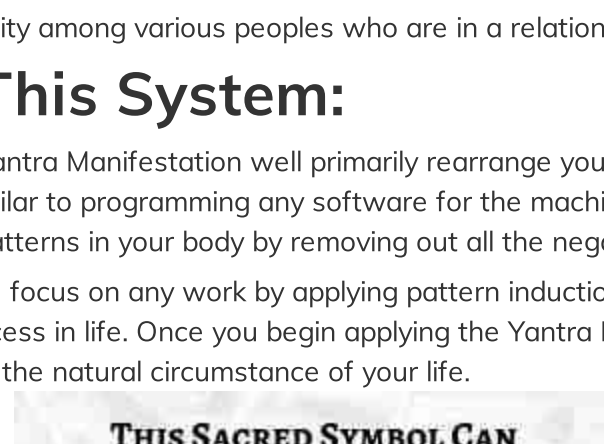 ity among various peoples who are in a relation
This System:
antra Manifestation well primarily rearrange you
ilar to programming any software for the machi
atterns in your body by removing out all the neg
focus on any work by applying pattern inductio
cess in life. Once you begin applying the Yantra
the natural circumstance of your life.
THIS SACRED SYMBOL CAN